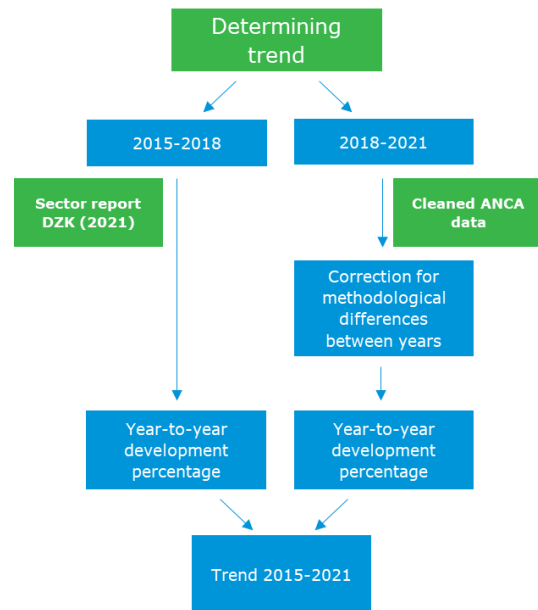 Determining
trend
2015-2018
2018-2021
Sector report
DZK (2021)
Cleaned ANCA
data
Correction for
methodological
differences
between years
Year-to-year
development
percentage
Year-to-year
development
percentage
Trend 2015-2021